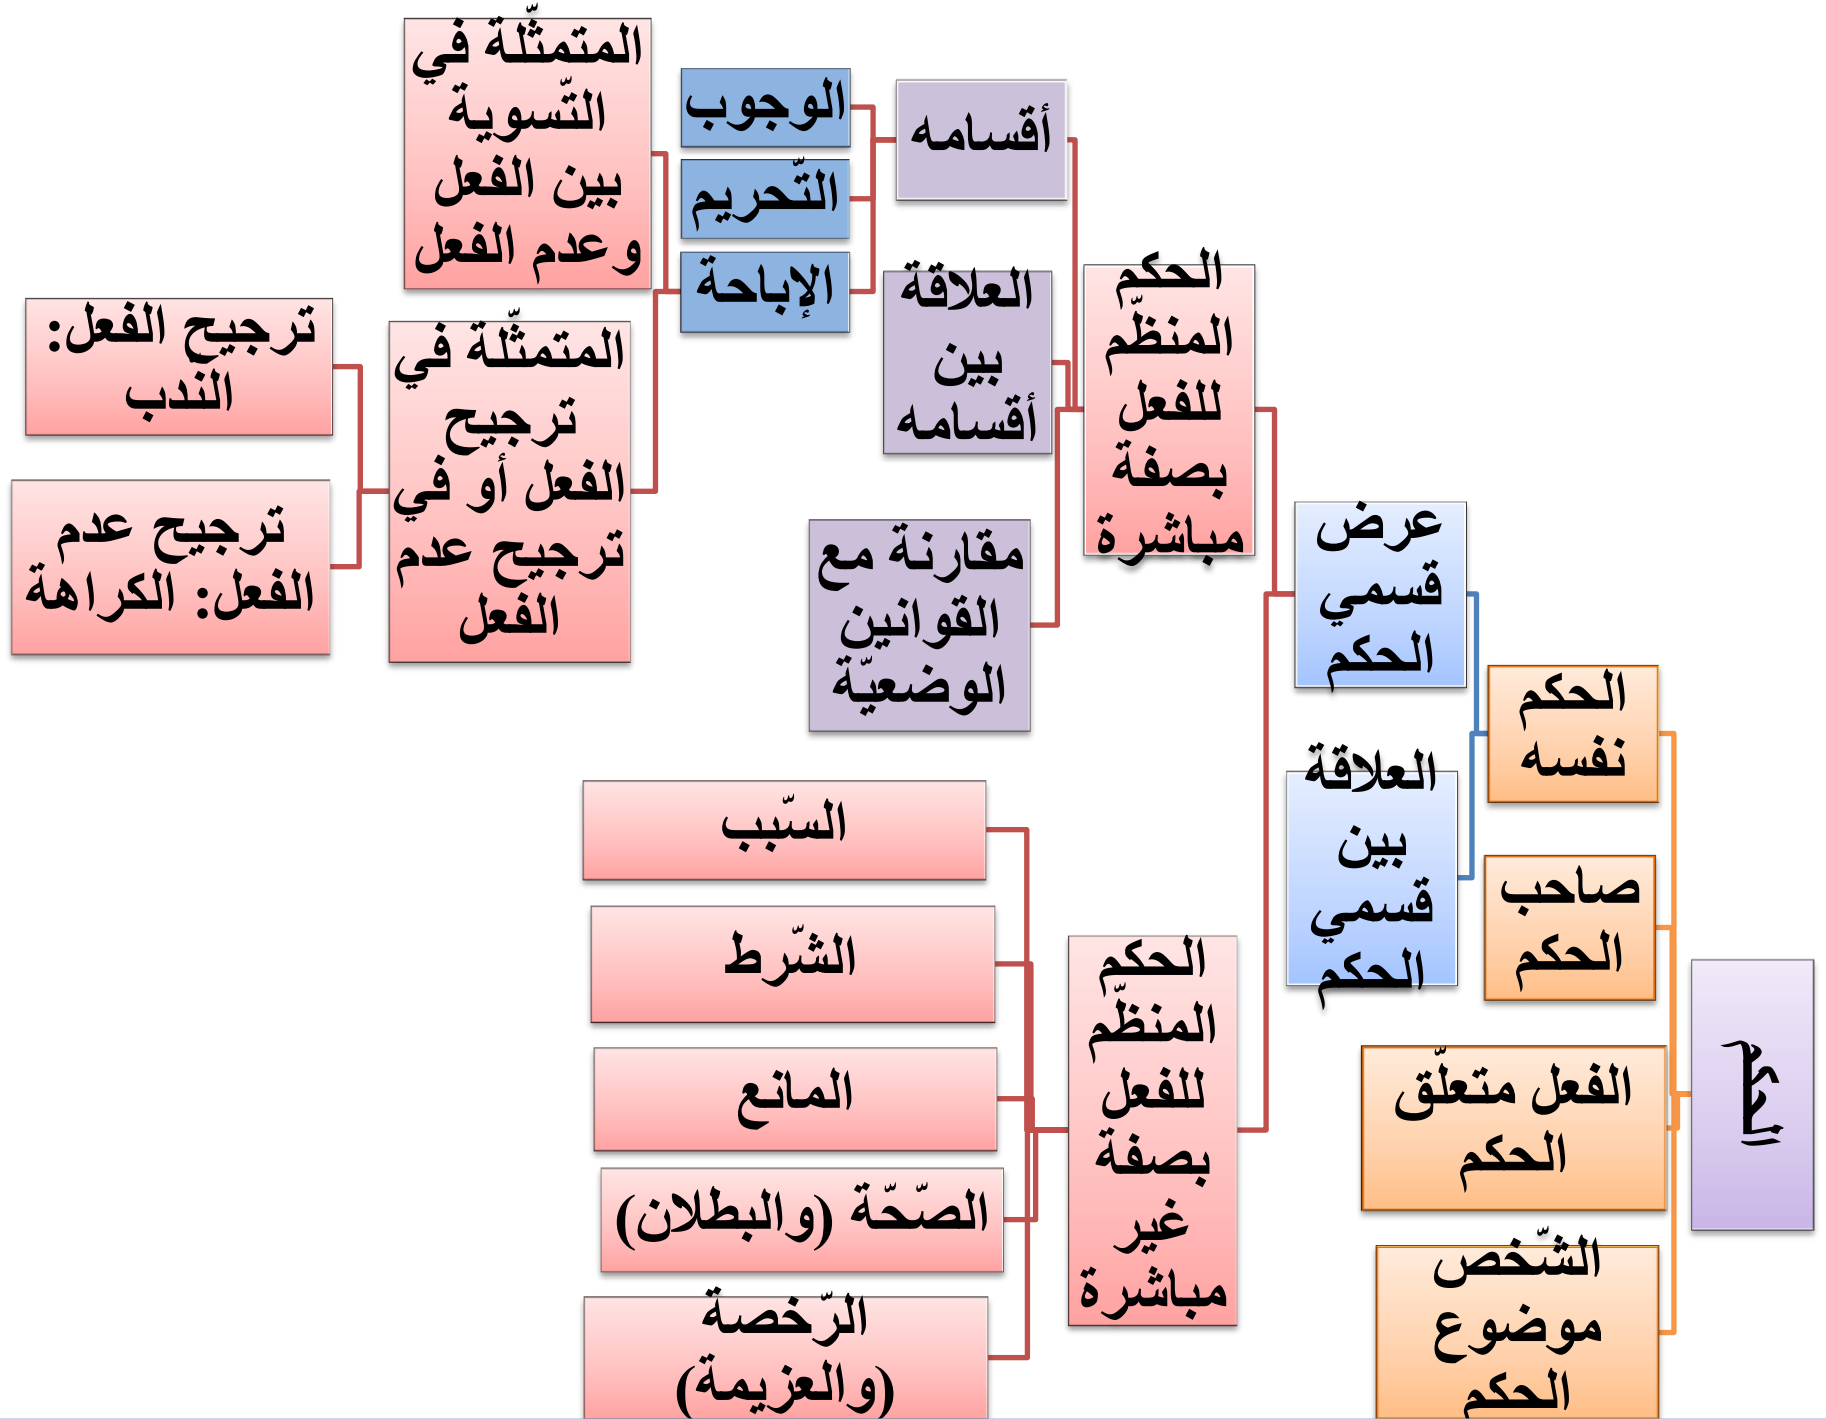 الحكم
الحكم
نفسه
صاحب
الحكم
الفعل متعلّق
الحكم
الشّخص
موضوع
الحكم
عرض
قسمي
الحكم
العلاقة
بين
قسمي
الحكم
الحكم
المنظّم
للفعل
بصفة
مباشرة
أقسامه
العلاقة
بين
أقسامه
مقارنة مع
القوانين
الوضعيّة
الوجوب
التّحريم
الإباحة
المتمثّلة في
التّسوية
بين الفعل
وعدم الفعل
المتمثّلة في
ترجيح
الفعل أو في
ترجيح عدم
الفعل
ترجيح الفعل:
النّدب
ترجيح عدم
الفعل: الكراهة
الحكم
المنظّم
للفعل
بصفة
غير
مباشرة
السّبب
الشّرط
المانع
الصّحّة (والبطلان)
الرّخصة
(والعزيمة)